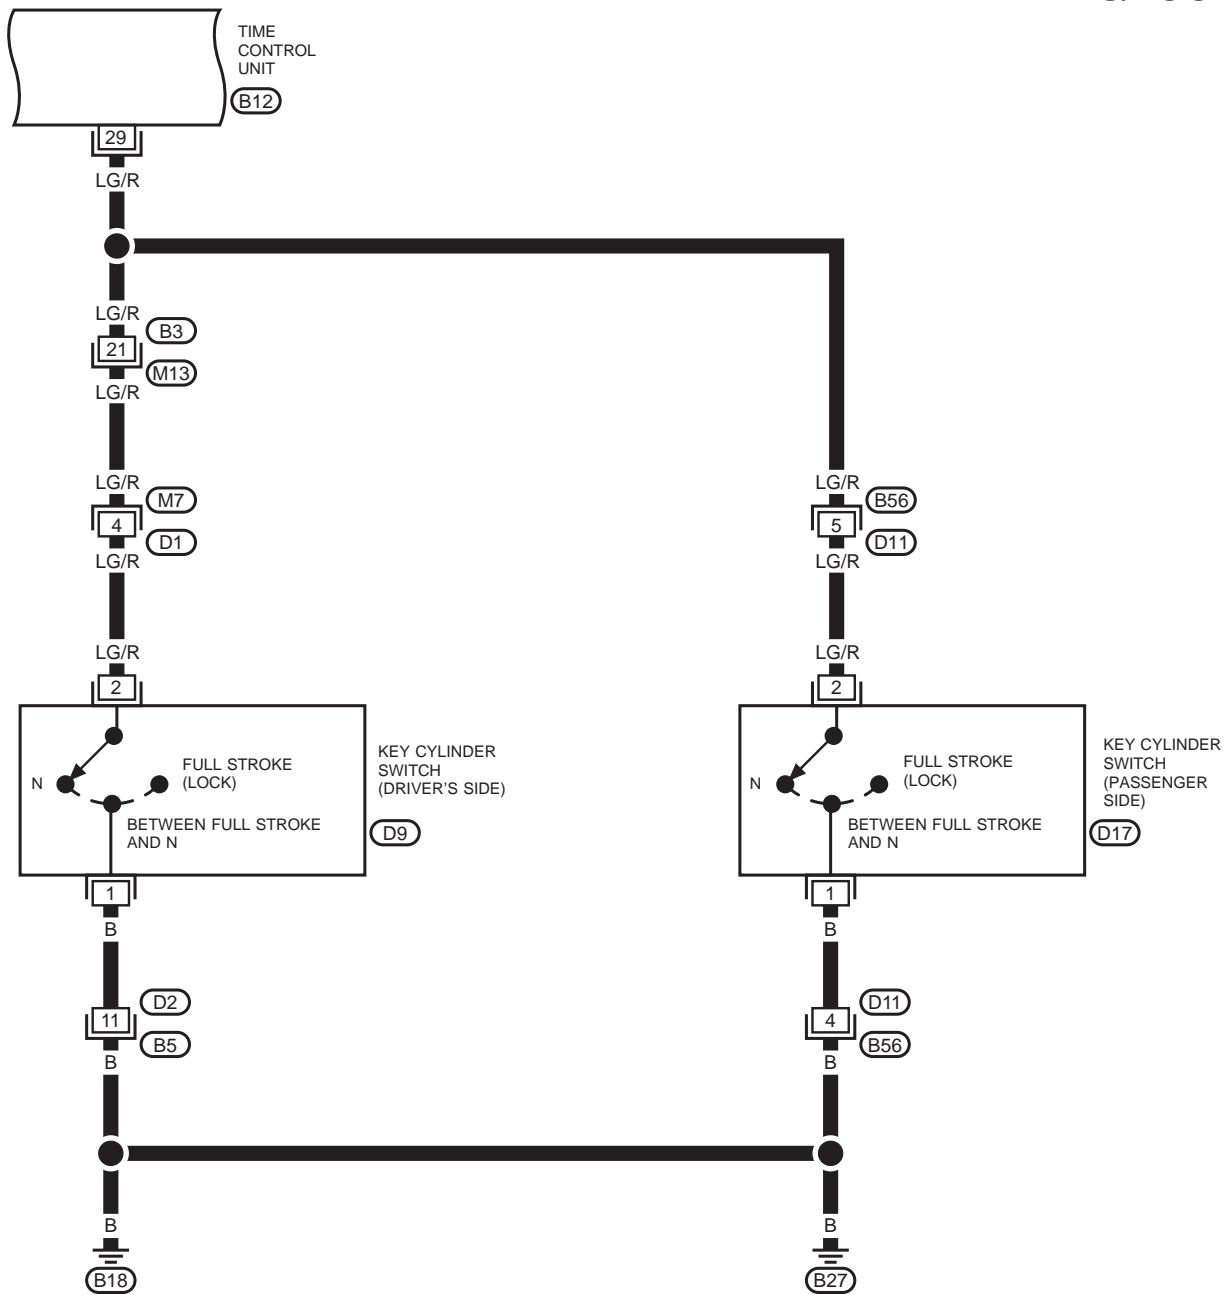 TIME
CONTROL
UNIT
B12
29
LG/R
LG/R
B3
21
M13
LG/R
LG/R
M7
4
D1
LG/R
LG/R
B56
5
D11
LG/R
LG/R
2
LG/R
2
N
FULL STROKE
(LOCK)
BETWEEN FULL STROKE
AND N
KEY CYLINDER
SWITCH
(DRIVER'S SIDE)
D9
N
FULL STROKE
(LOCK)
BETWEEN FULL STROKE
AND N
KEY CYLINDER
SWITCH
(PASSENGER
SIDE)
D17
1
B
D2
11
B5
B
1
B
D11
4
B56
B
B
B18
B
B27